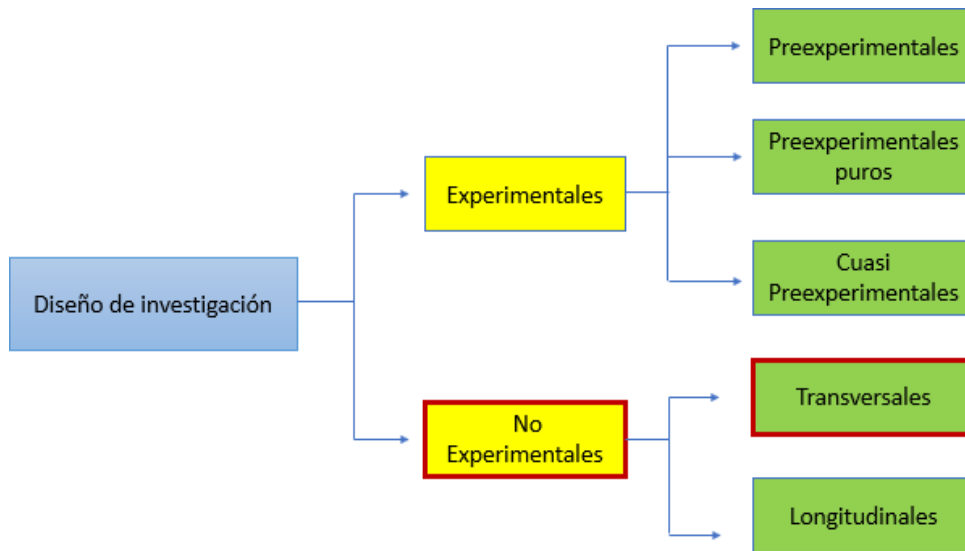 Preexperimentales
Preexperimentales
puros
Experimentales
Cuasi
Preexperimentales
Diseño de investigación
Transversales
No
Experimentales
Longitudinales